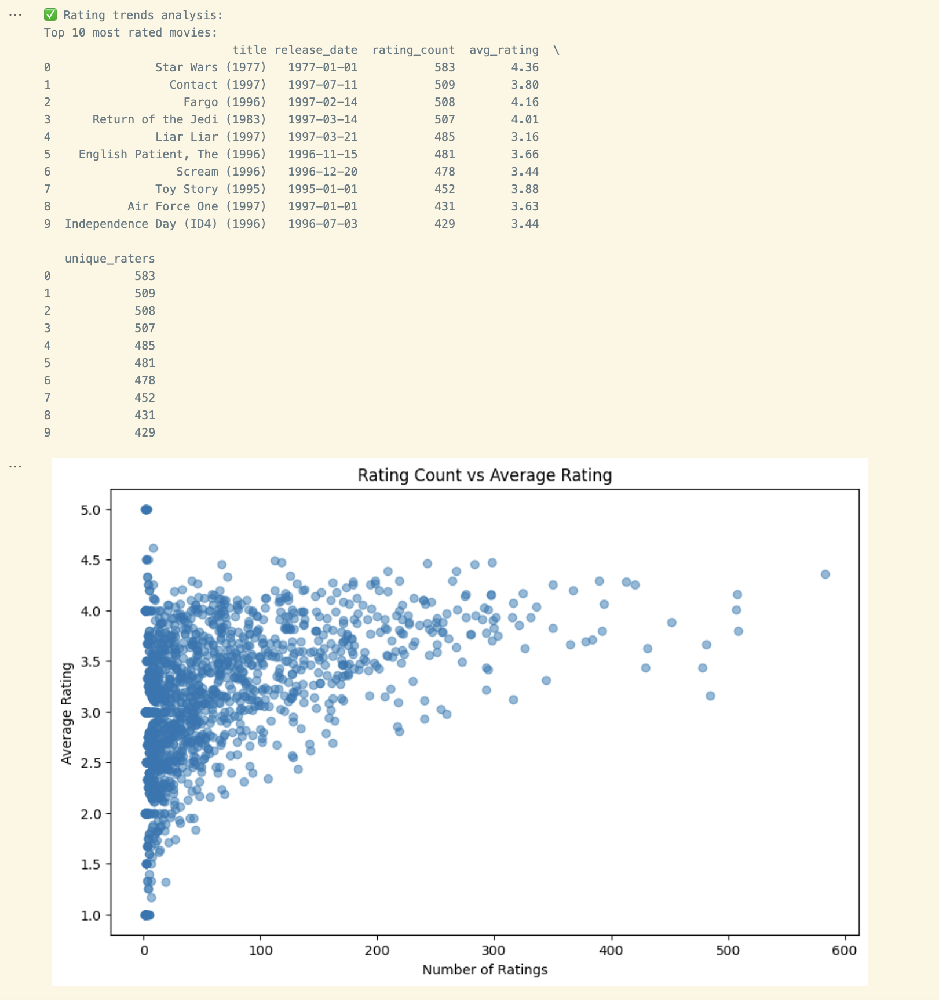 ... ✅ Rating trends analysis:
Top 10 most rated movies:
title release_date rating_count avg_rating \
0 Star Wars (1977) 1977-01-01 583 4.36
1 Contact (1997) 1997-07-11 509 3.80
2 Fargo (1996) 1997-02-14 508 4.16
3 Return of the Jedi (1983) 1997-03-14 507 4.01
4 Liar Liar (1997) 1997-03-21 485 3.16
5 English Patient, The (1996) 1996-11-15 481 3.66
6 Scream (1996) 1996-12-20 478 3.44
7 Toy Story (1995) 1995-01-01 452 3.88
8 Air Force One (1997) 1997-01-01 431 3.63
9 Independence Day (ID4) (1996) 1996-07-03 429 3.44
unique_raters
0 583
1 509
2 508
3 507
4 485
5 481
6 478
7 452
8 431
9 429
...
Rating Count vs Average Rating
Average Rating
5.0
4.5
4.0
3.5
3.0
2.5
2.0
1.5
1.0
0 100 200 300 400 500 600
Number of Ratings